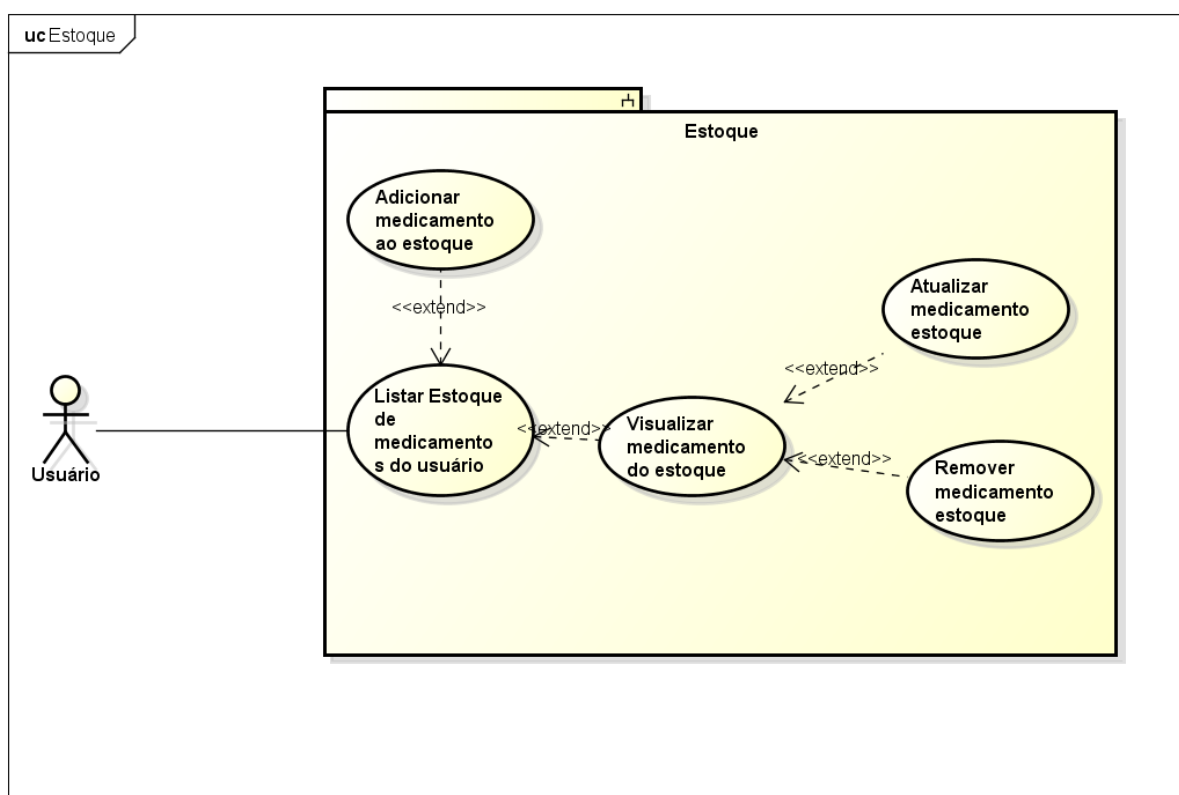 uc Estoque
Estoque
Adicionar
medicamento
ao estoque
<<extend>>
Atualizar
medicamento
estoque
<<extend>>
Listar Estoque
de
medicamento
s do usuário
<<extend>>
Visualizar
medicamento
do estoque
<<extend>>
Remover
medicamento
estoque
Usuário